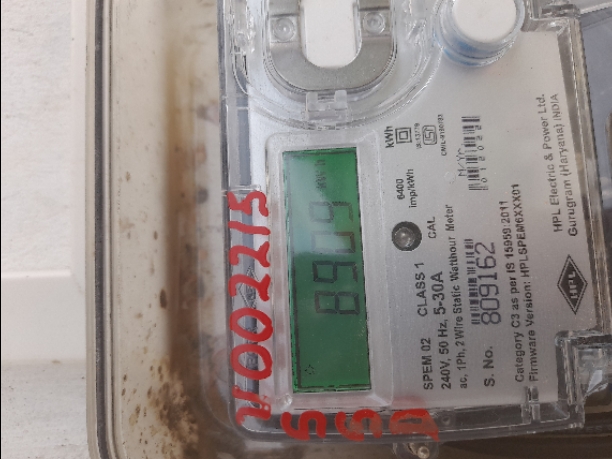 V002215
SSD
8909 kWh
6400
imp/kWh
kWh
CAL
SPEM 02 CLASS 1
240V, 50 Hz, 5-30A
ac, 1Ph, 2 Wire Static Watthour Meter
S. No. 809162
Category C3 as per IS 15959:2011
Firmware Version: HPLSPEM6XXX01
HPL
HPL Electric & Power Ltd.
Gurugram (Haryana) INDIA